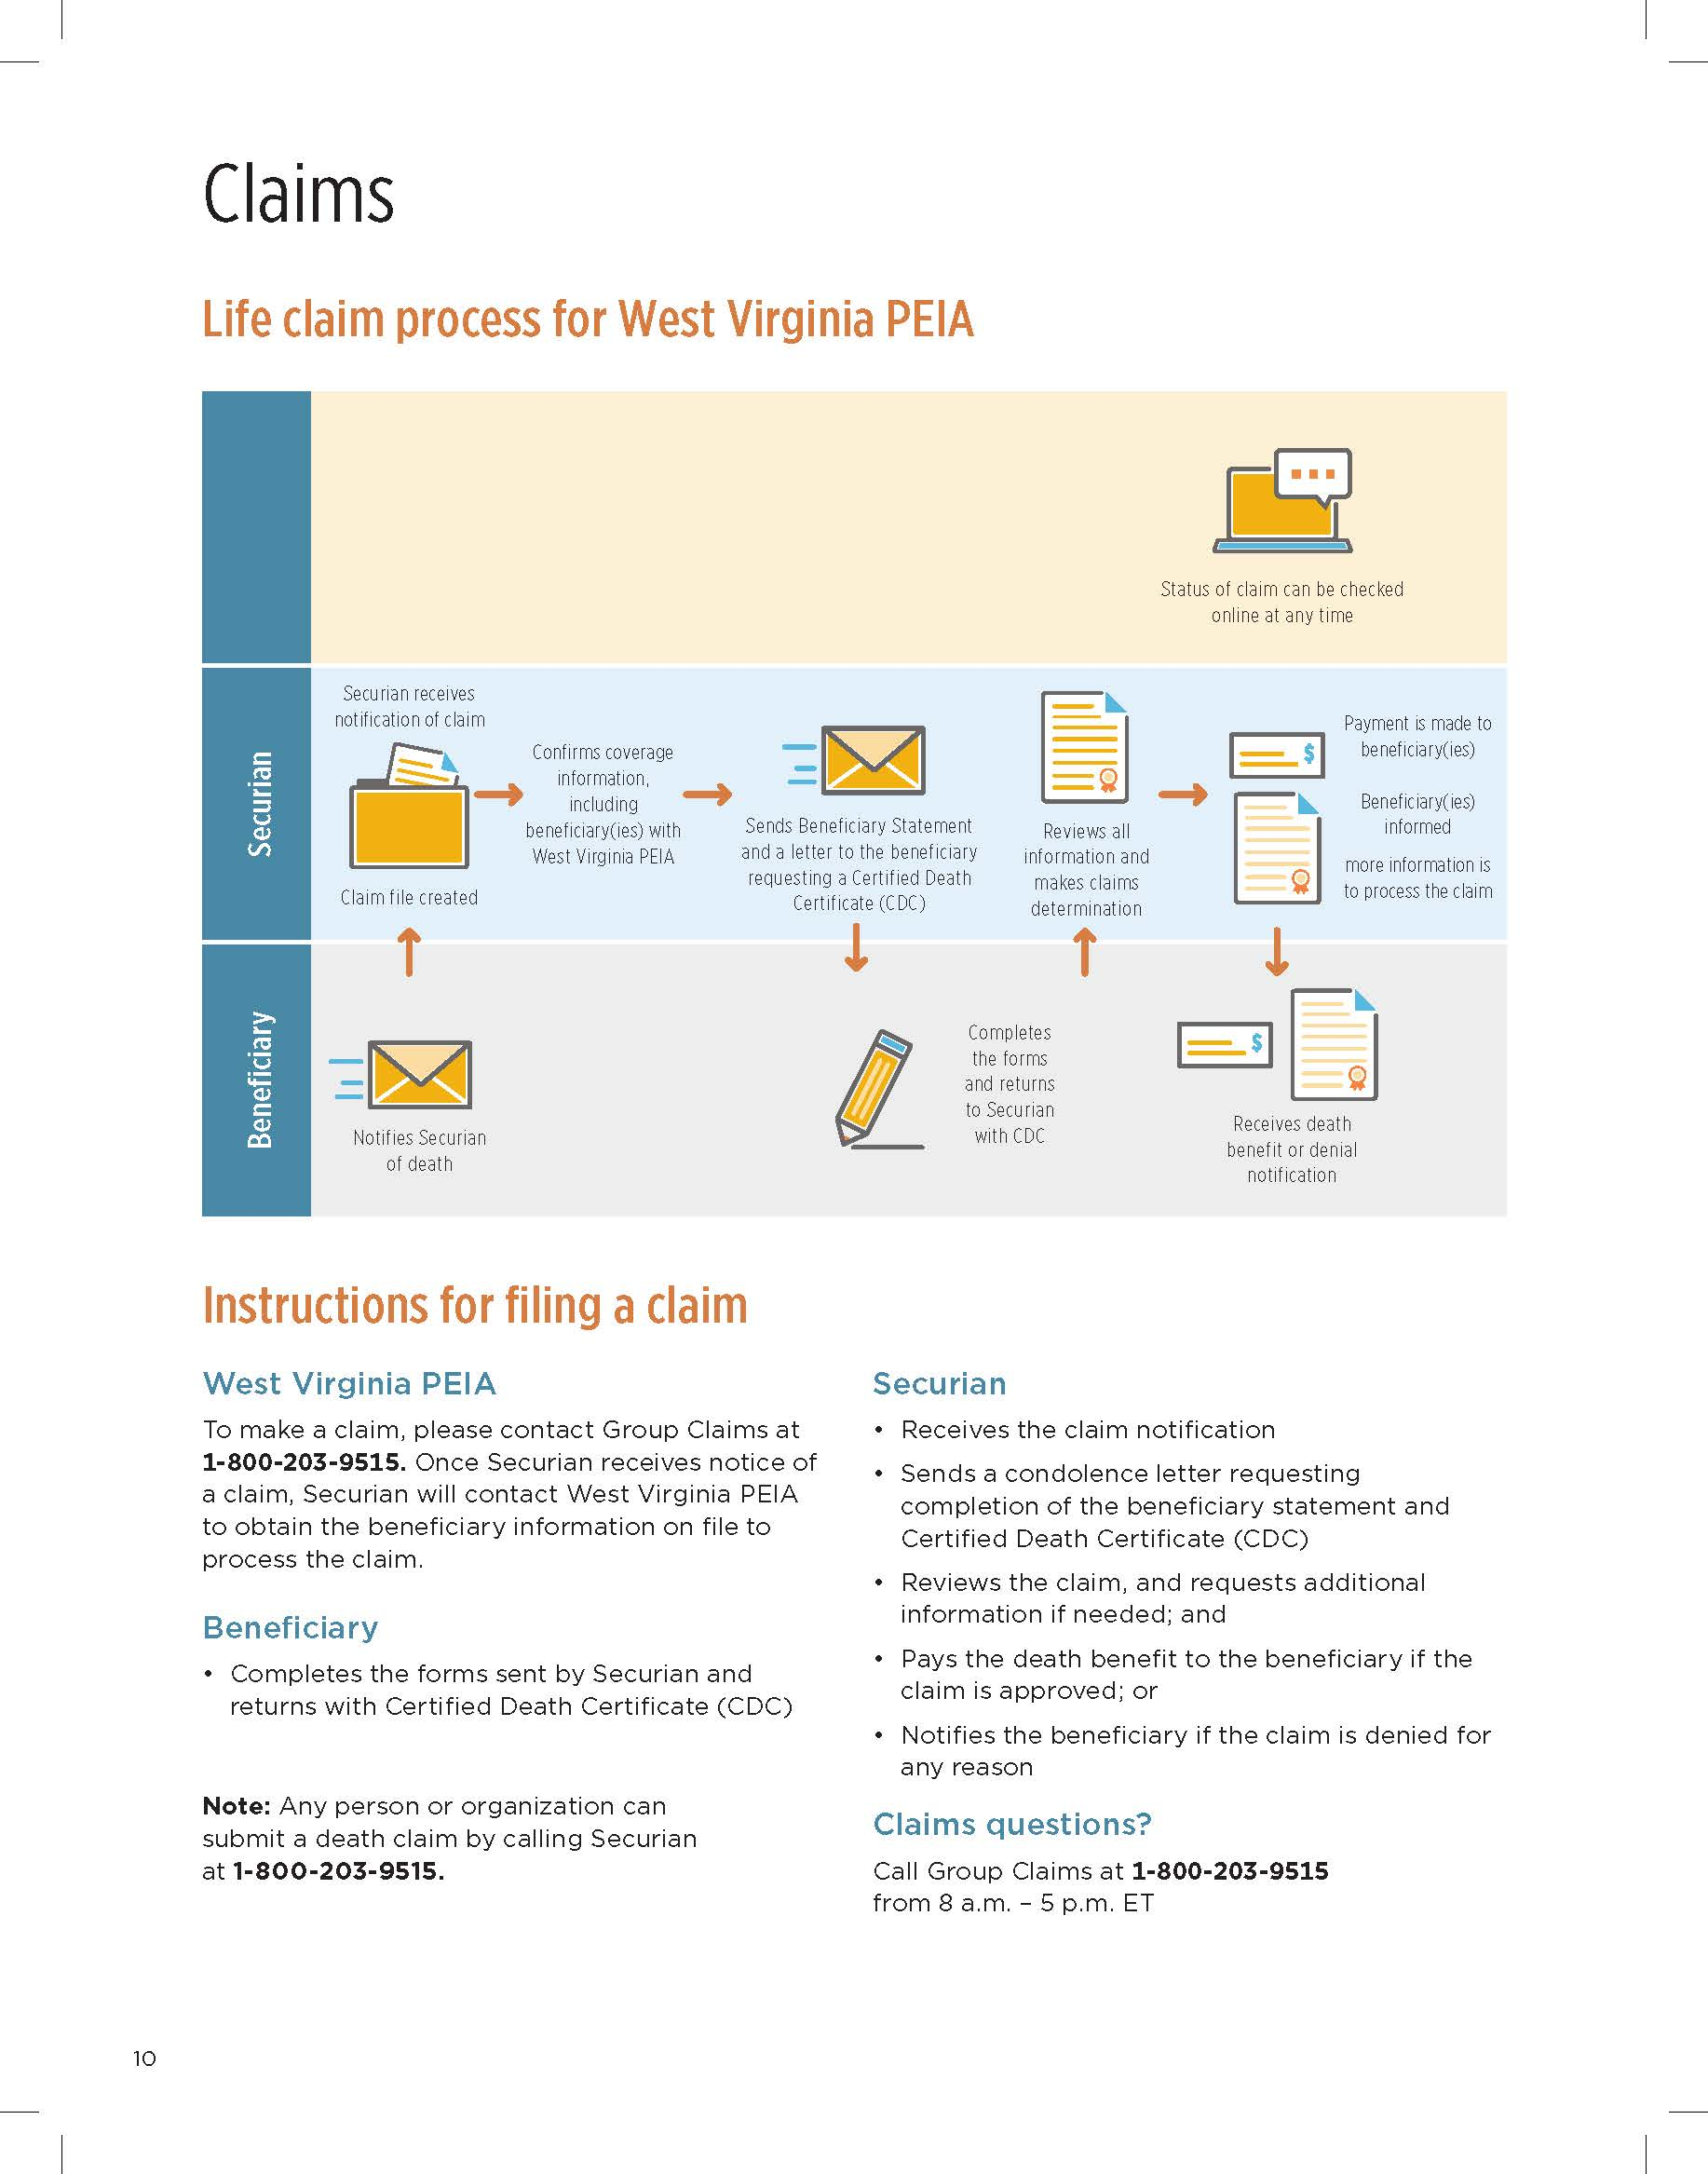 Claims
Life claim process for West Virginia PEIA
Status of claim can be checked
online at any time
Securian
Securian receives
notification of claim
Claim file created
Confirms coverage
information,
including
beneficiary(ies) with
West Virginia PEIA
Sends Beneficiary Statement
and a letter to the beneficiary
requesting a Certified Death
Certificate (CDC)
Reviews all
information and
makes claims
determination
$
Payment is made to
beneficiary(ies)
Beneficiary(ies)
informed
more information is
to process the claim
Beneficiary
Notifies Securian
of death
Completes
the forms
and returns
to Securian
with CDC
$
Receives death
benefit or denial
notification
Instructions for filing a claim
West Virginia PEIA
To make a claim, please contact Group Claims at
1-800-203-9515. Once Securian receives notice of
a claim, Securian will contact West Virginia PEIA
to obtain the beneficiary information on file to
process the claim.
Beneficiary
• Completes the forms sent by Securian and
returns with Certified Death Certificate (CDC)
Note: Any person or organization can
submit a death claim by calling Securian
at 1-800-203-9515.
Securian
• Receives the claim notification
• Sends a condolence letter requesting
completion of the beneficiary statement and
Certified Death Certificate (CDC)
• Reviews the claim, and requests additional
information if needed; and
• Pays the death benefit to the beneficiary if the
claim is approved; or
• Notifies the beneficiary if the claim is denied for
any reason
Claims questions?
Call Group Claims at 1-800-203-9515
from 8 a.m. – 5 p.m. ET
10